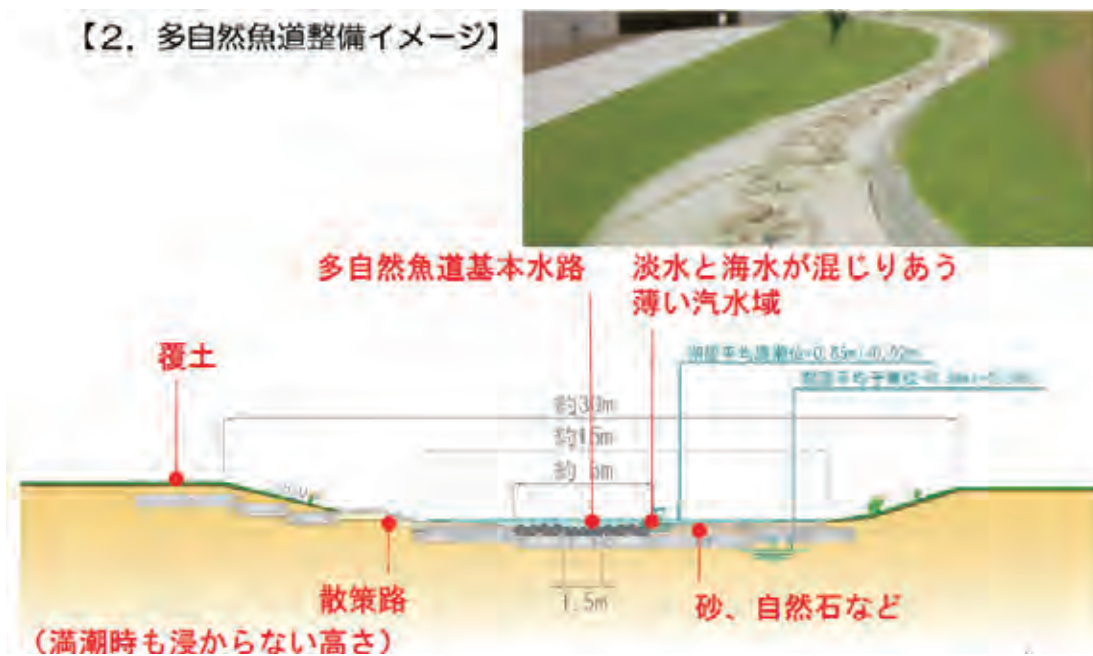 【2. 多自然魚道整備イメージ】
多自然魚道基本水路
淡水と海水が混じりあう
薄い汽水域
覆土
約30m
約15m
約 5m
散策路
(満潮時も浸からない高さ)
1.5m
砂、自然石など